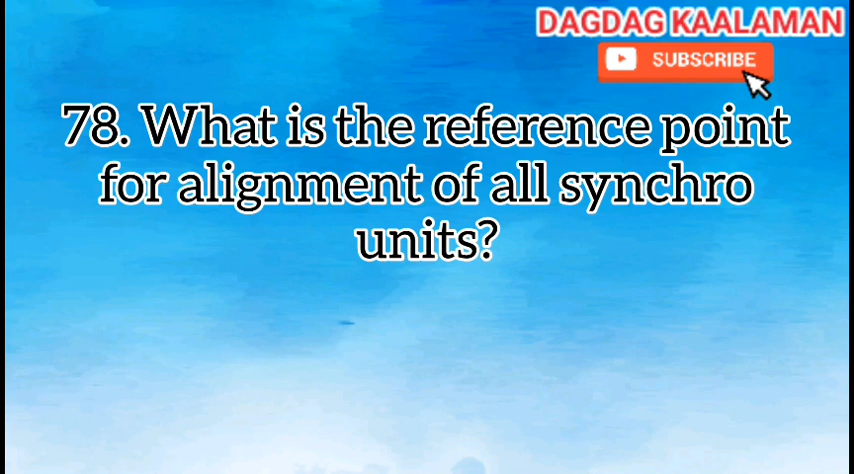 DAGDAG KAALAMAN
SUBSCRIBE
78. What is the reference point
for alignment of all synchro
units?